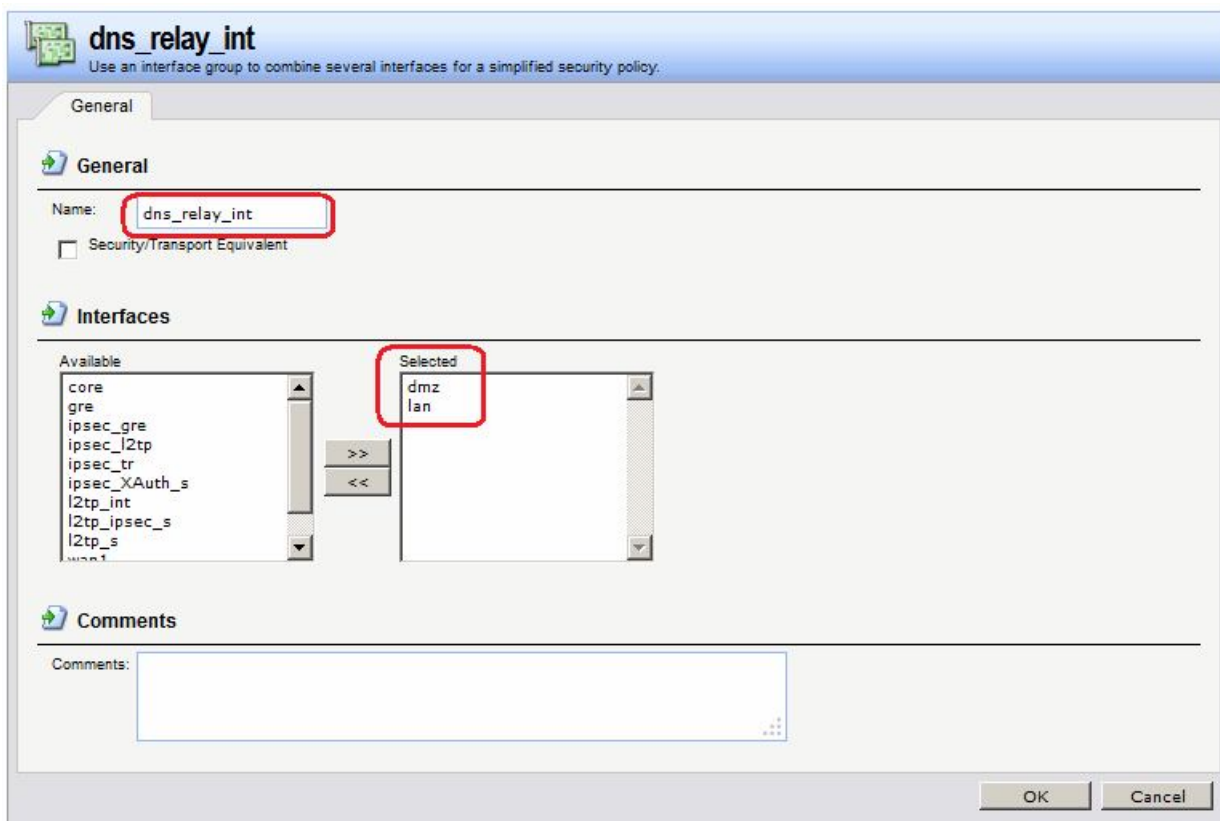 dns_relay_int
Use an interface group to combine several interfaces for a simplified security policy.
General
General
Name:
dns_relay_int
Security/Transport Equivalent
Interfaces
Available
core
gre
ipsec_gre
ipsec_l2tp
ipsec_tr
ipsec_XAuth_s
l2tp_int
l2tp_ipsec_s
l2tp_s
wan1
>>
<<
Selected
dmz
lan
Comments
Comments:
OK
Cancel